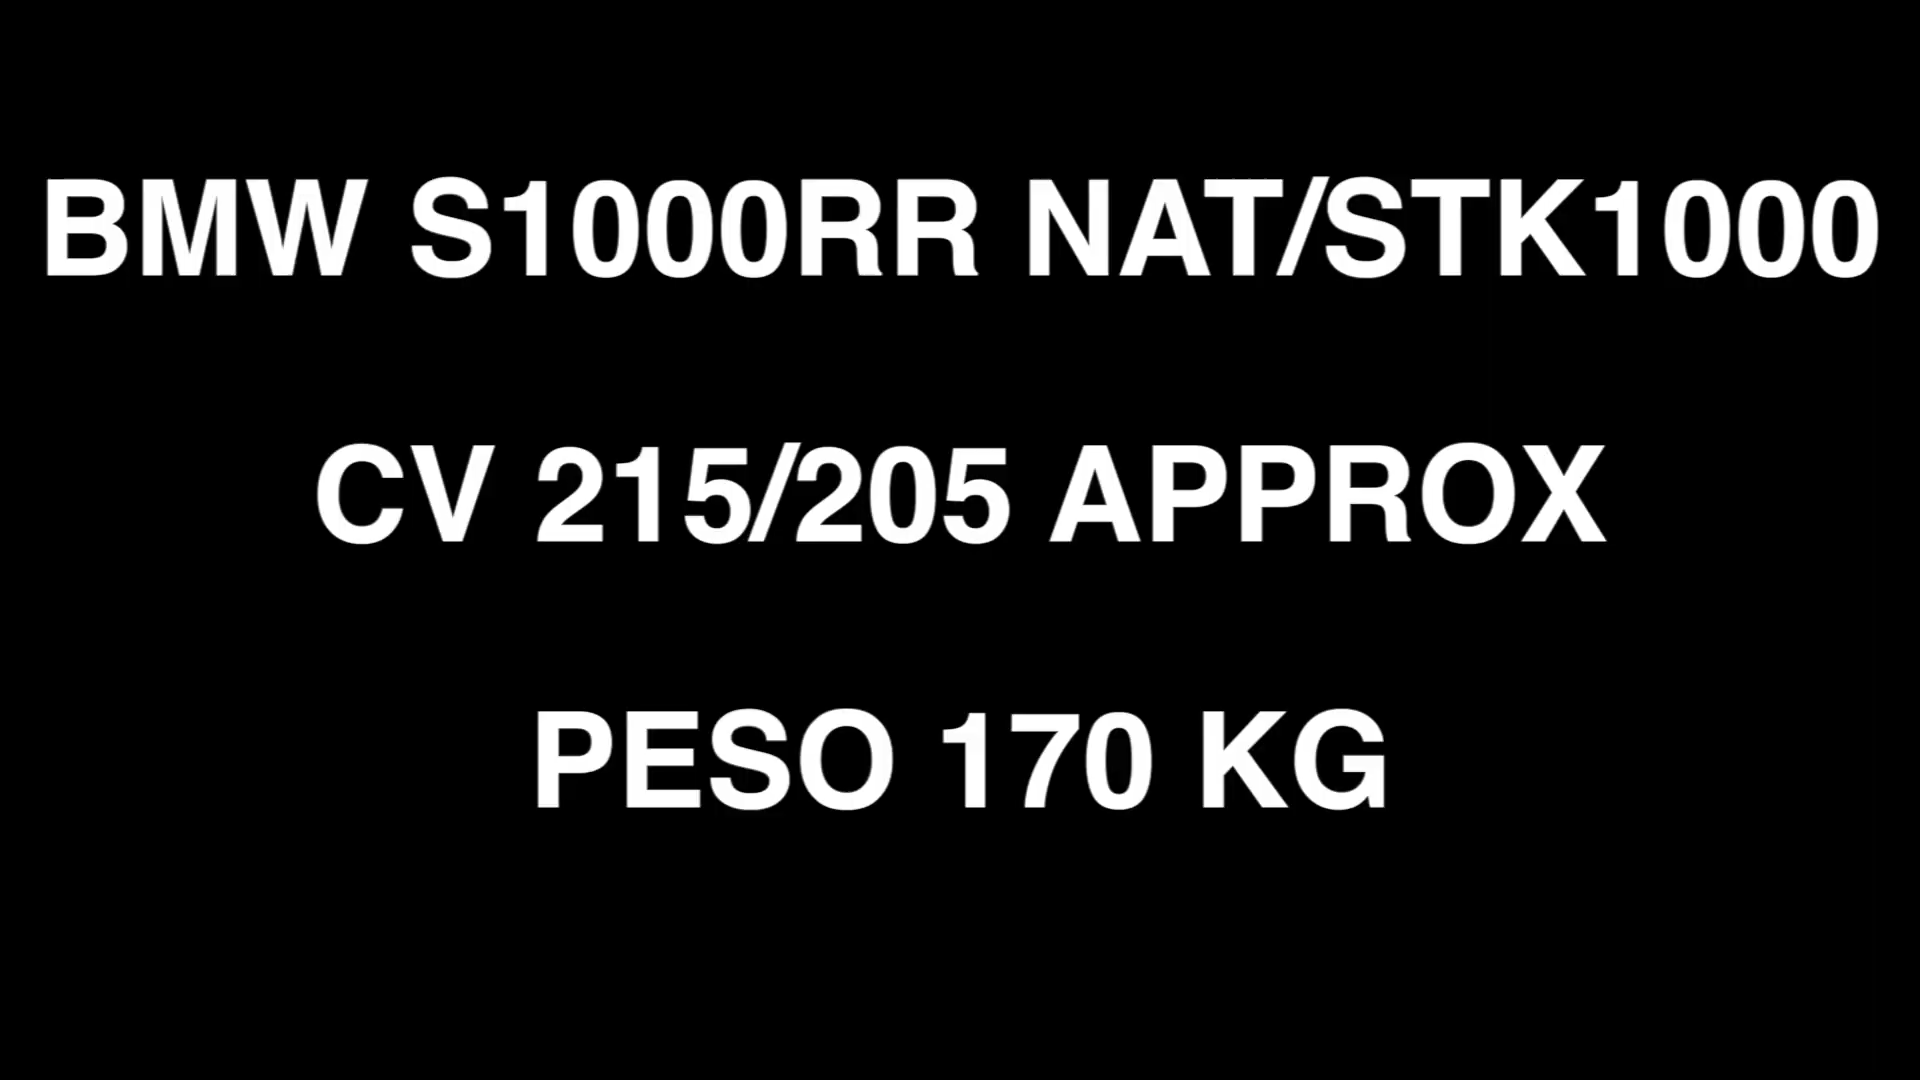 BMW S1000RR NAT/STK1000
CV 215/205 APPROX
PESO 170 KG